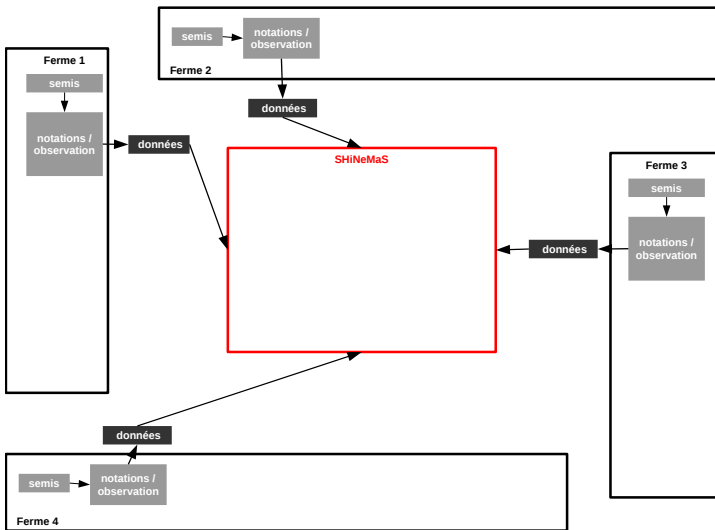 semis
notations /
observation
Ferme 2
données
Ferme 1
semis
notations /
observation
données
SHiNeMaS
Ferme 3
semis
notations /
observation
données
données
semis
notations /
observation
Ferme 4